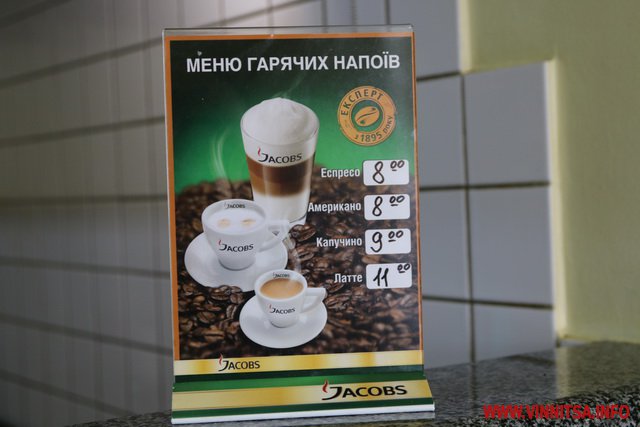 МЕНЮ ГАРЯЧИХ НАПОЇВ
ЕКСПЕРТ
з 1895 року
JACOBS
Еспресо 8 00
Американо 8 00
JACOBS
JACOBS
Капучино 9 00
Латте 11 00
JACOBS
JACOBS
JACOBS
JACOBS
WWW.VINNITSA.INFO